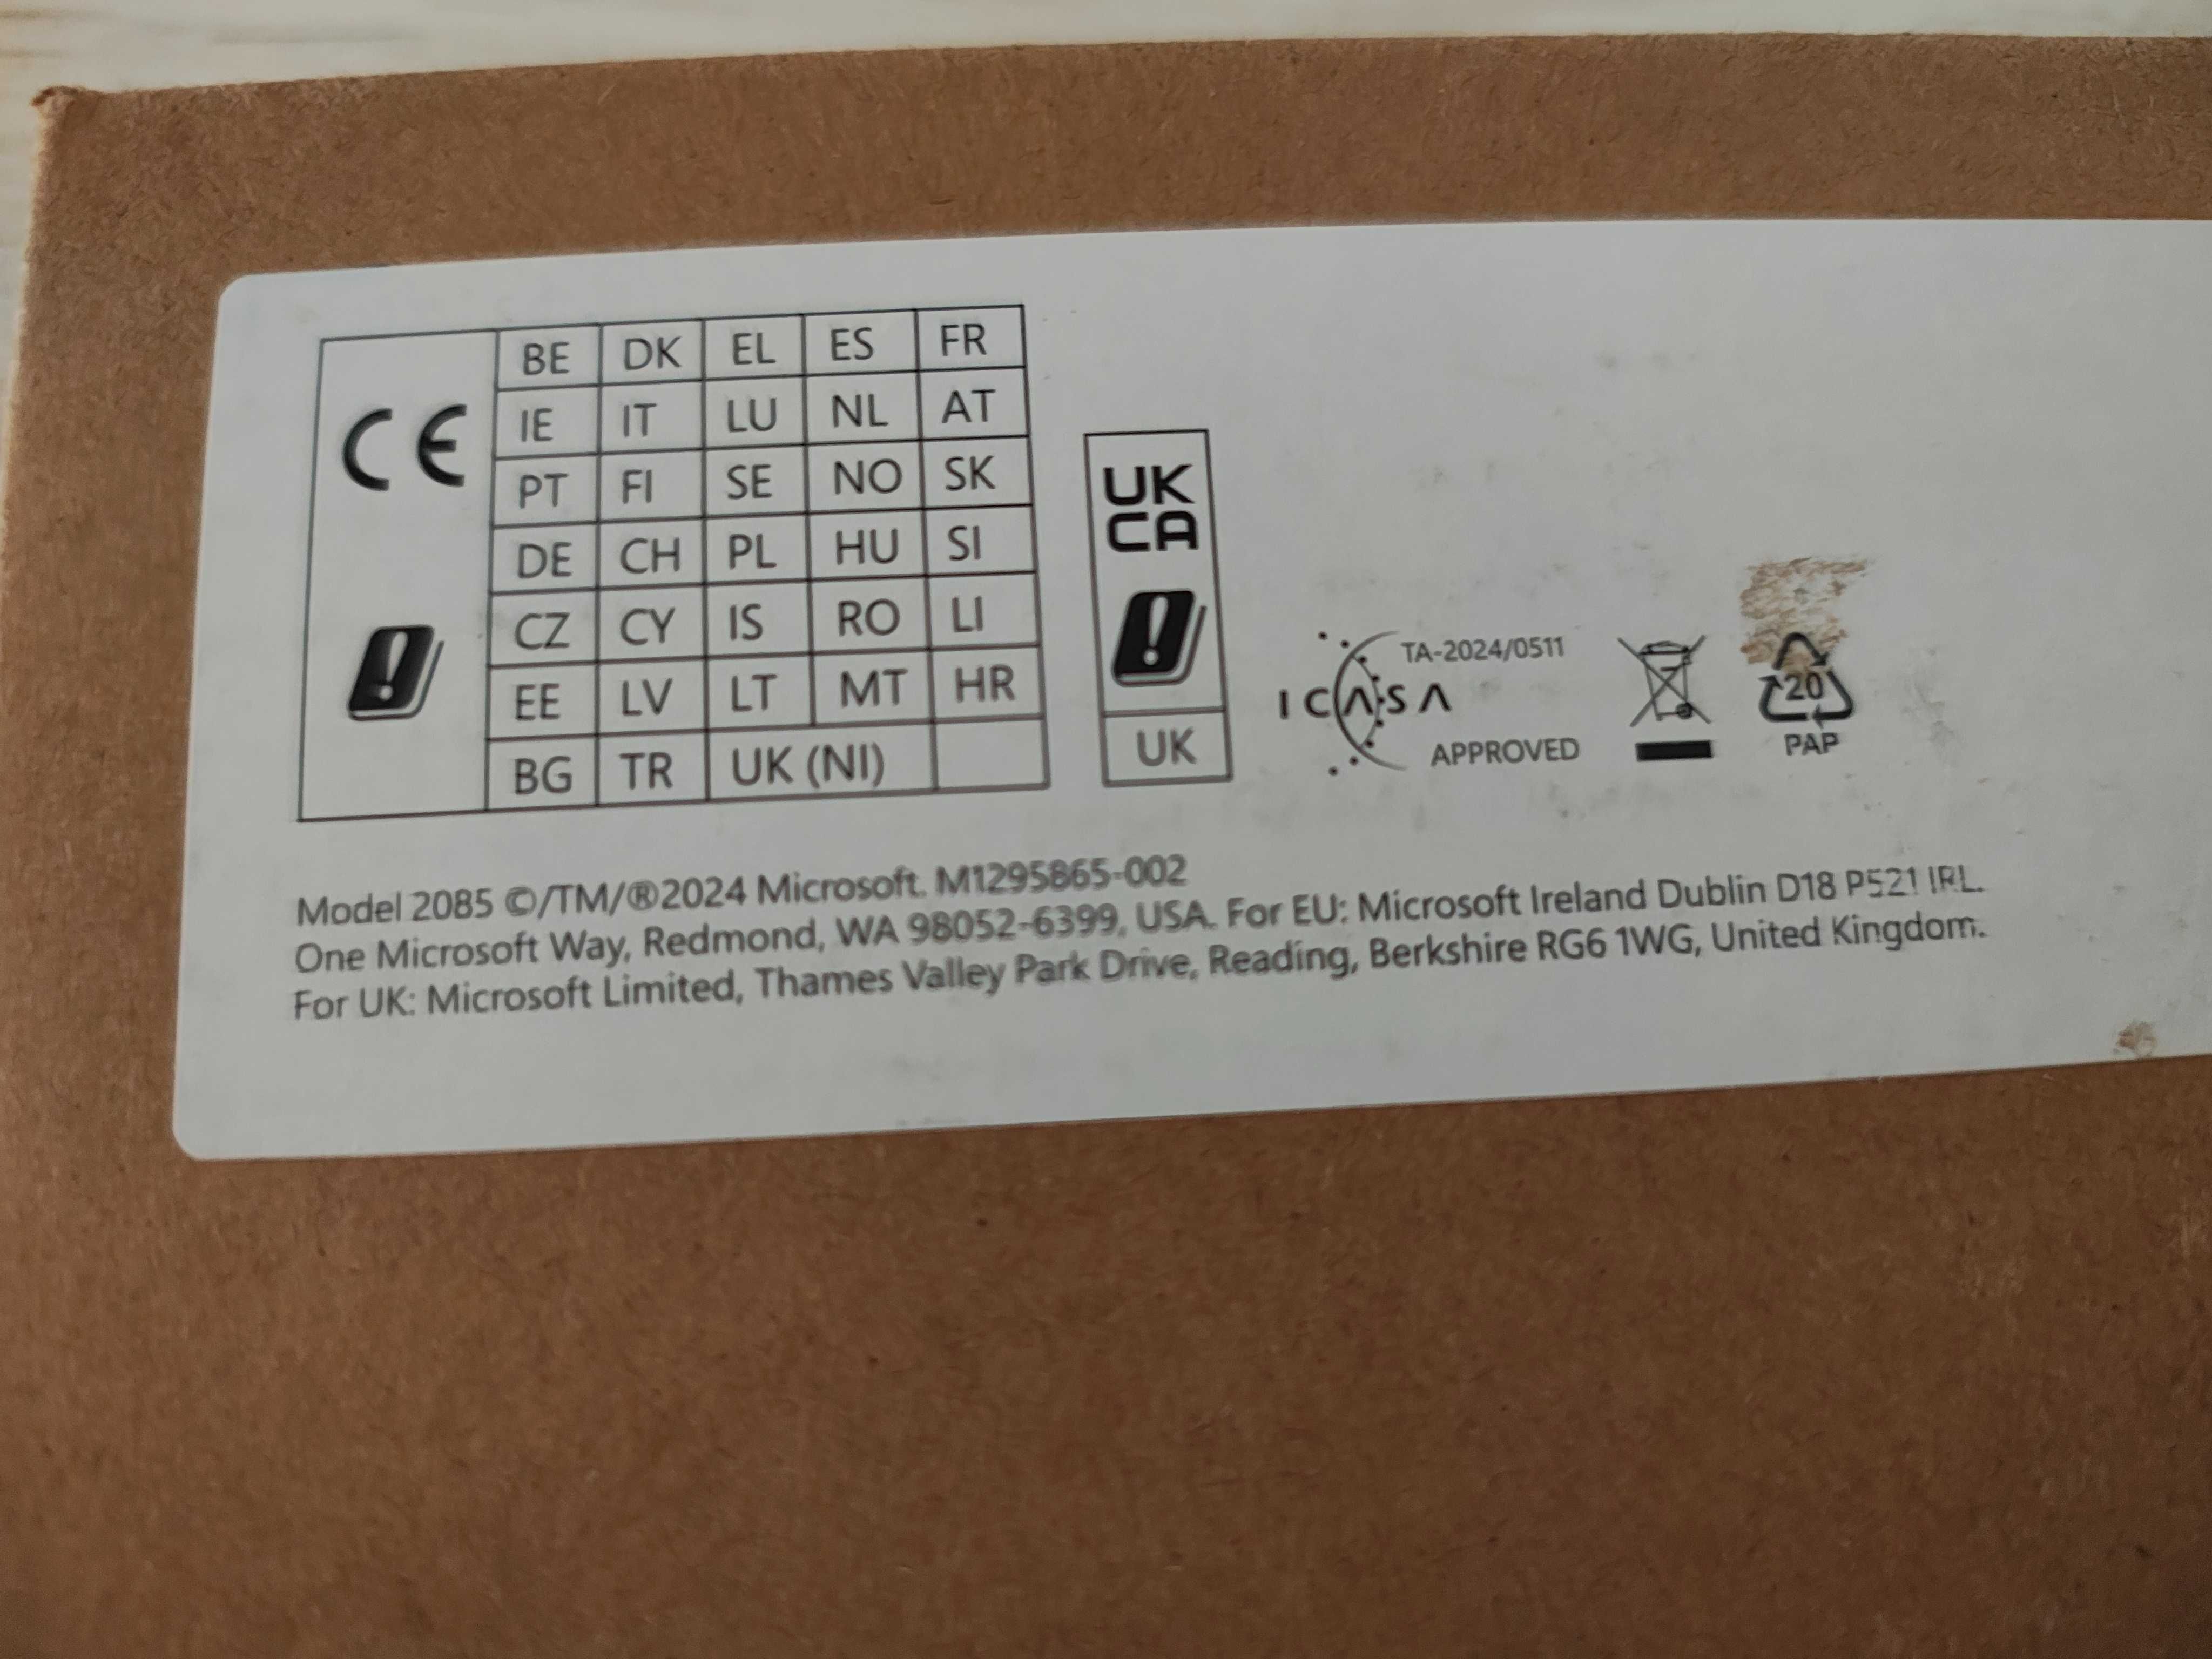 CE
BE DK EL ES FR
IE IT LU NL AT
PT FI SE NO SK
DE CH PL HU SI
CZ CY IS RO LI
EE LV LT MT HR
BG TR UK (NI)
UK
CA
UK
TA-2024/0511
ICASA
APPROVED
20
PAP
Model 2085 ©/TM/®2024 Microsoft. M1295865-002
One Microsoft Way, Redmond, WA 98052-6399, USA. For EU: Microsoft Ireland Dublin D18 P521 IRL.
For UK: Microsoft Limited, Thames Valley Park Drive, Reading, Berkshire RG6 1WG, United Kingdom.